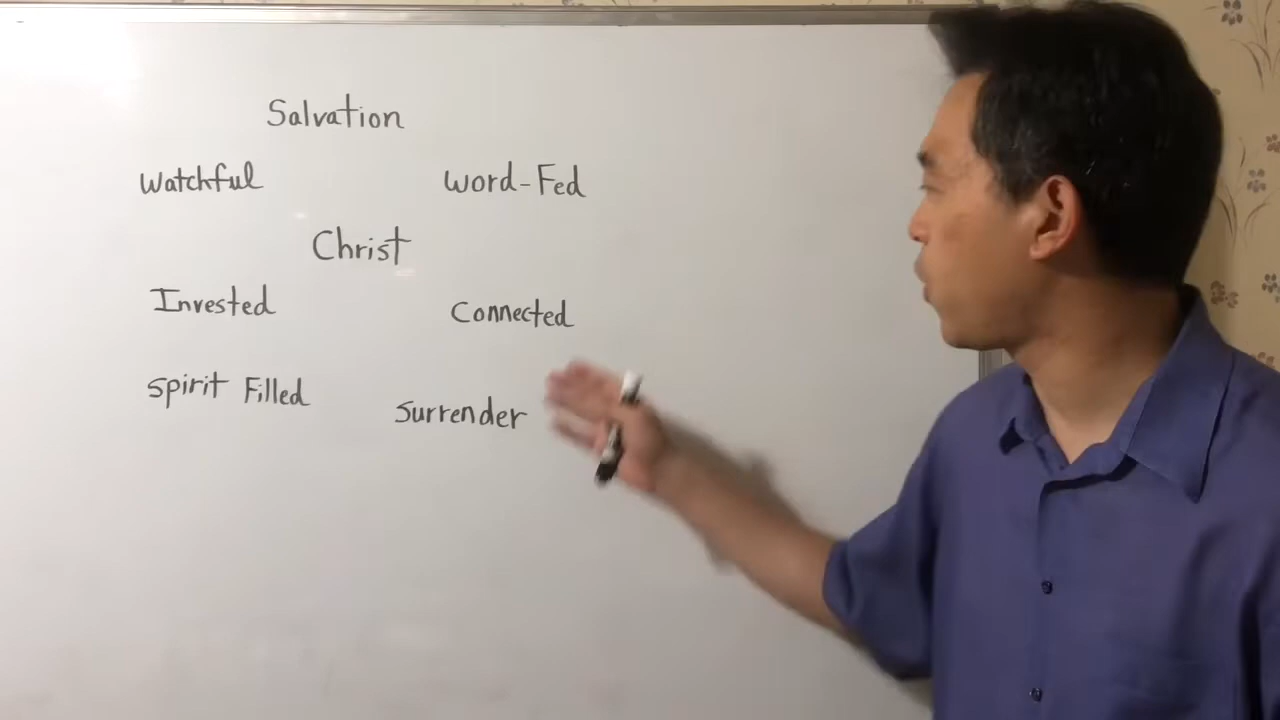 Salvation
Watchful
Word-Fed
Christ
Invested
Connected
Spirit Filled
Surrender